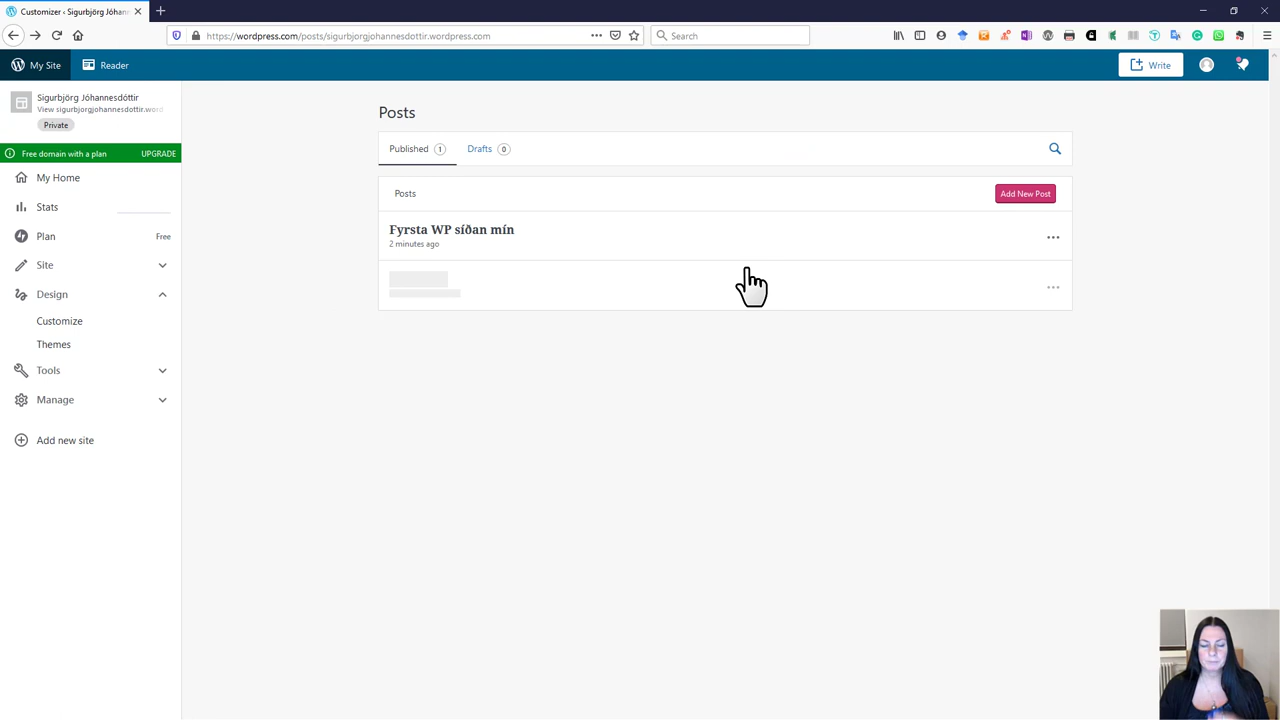 Customizer ‹ Sigurbjörg Jóhann
https://wordpress.com/posts/sigurbjorgjohannesdottir.wordpress.com
Search
My Site
Reader
Write
Sigurbjörg Jóhannesdóttir
View sigurbjorgjohannesdottir.word
Private
Free domain with a plan UPGRADE
My Home
Stats
Plan Free
Site
Design
Customize
Themes
Tools
Manage
Add new site
Posts
Published 1 Drafts 0
Posts
Add New Post
Fyrsta WP síðan mín
2 minutes ago